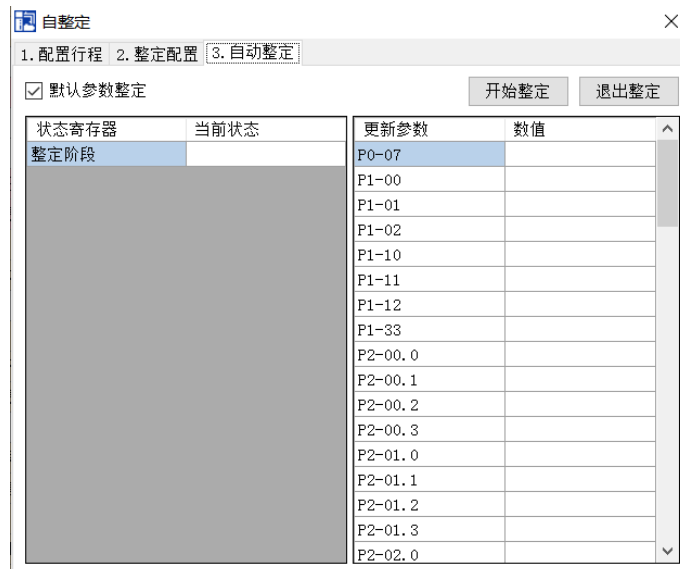 自整定
1.配置行程 2.整定配置 3.自动整定
默认参数整定 开始整定 退出整定
状态寄存器 当前状态 更新参数 数值
整定阶段 P0-07
P1-00
P1-01
P1-02
P1-10
P1-11
P1-12
P1-33
P2-00.0
P2-00.1
P2-00.2
P2-00.3
P2-01.0
P2-01.1
P2-01.2
P2-01.3
P2-02.0